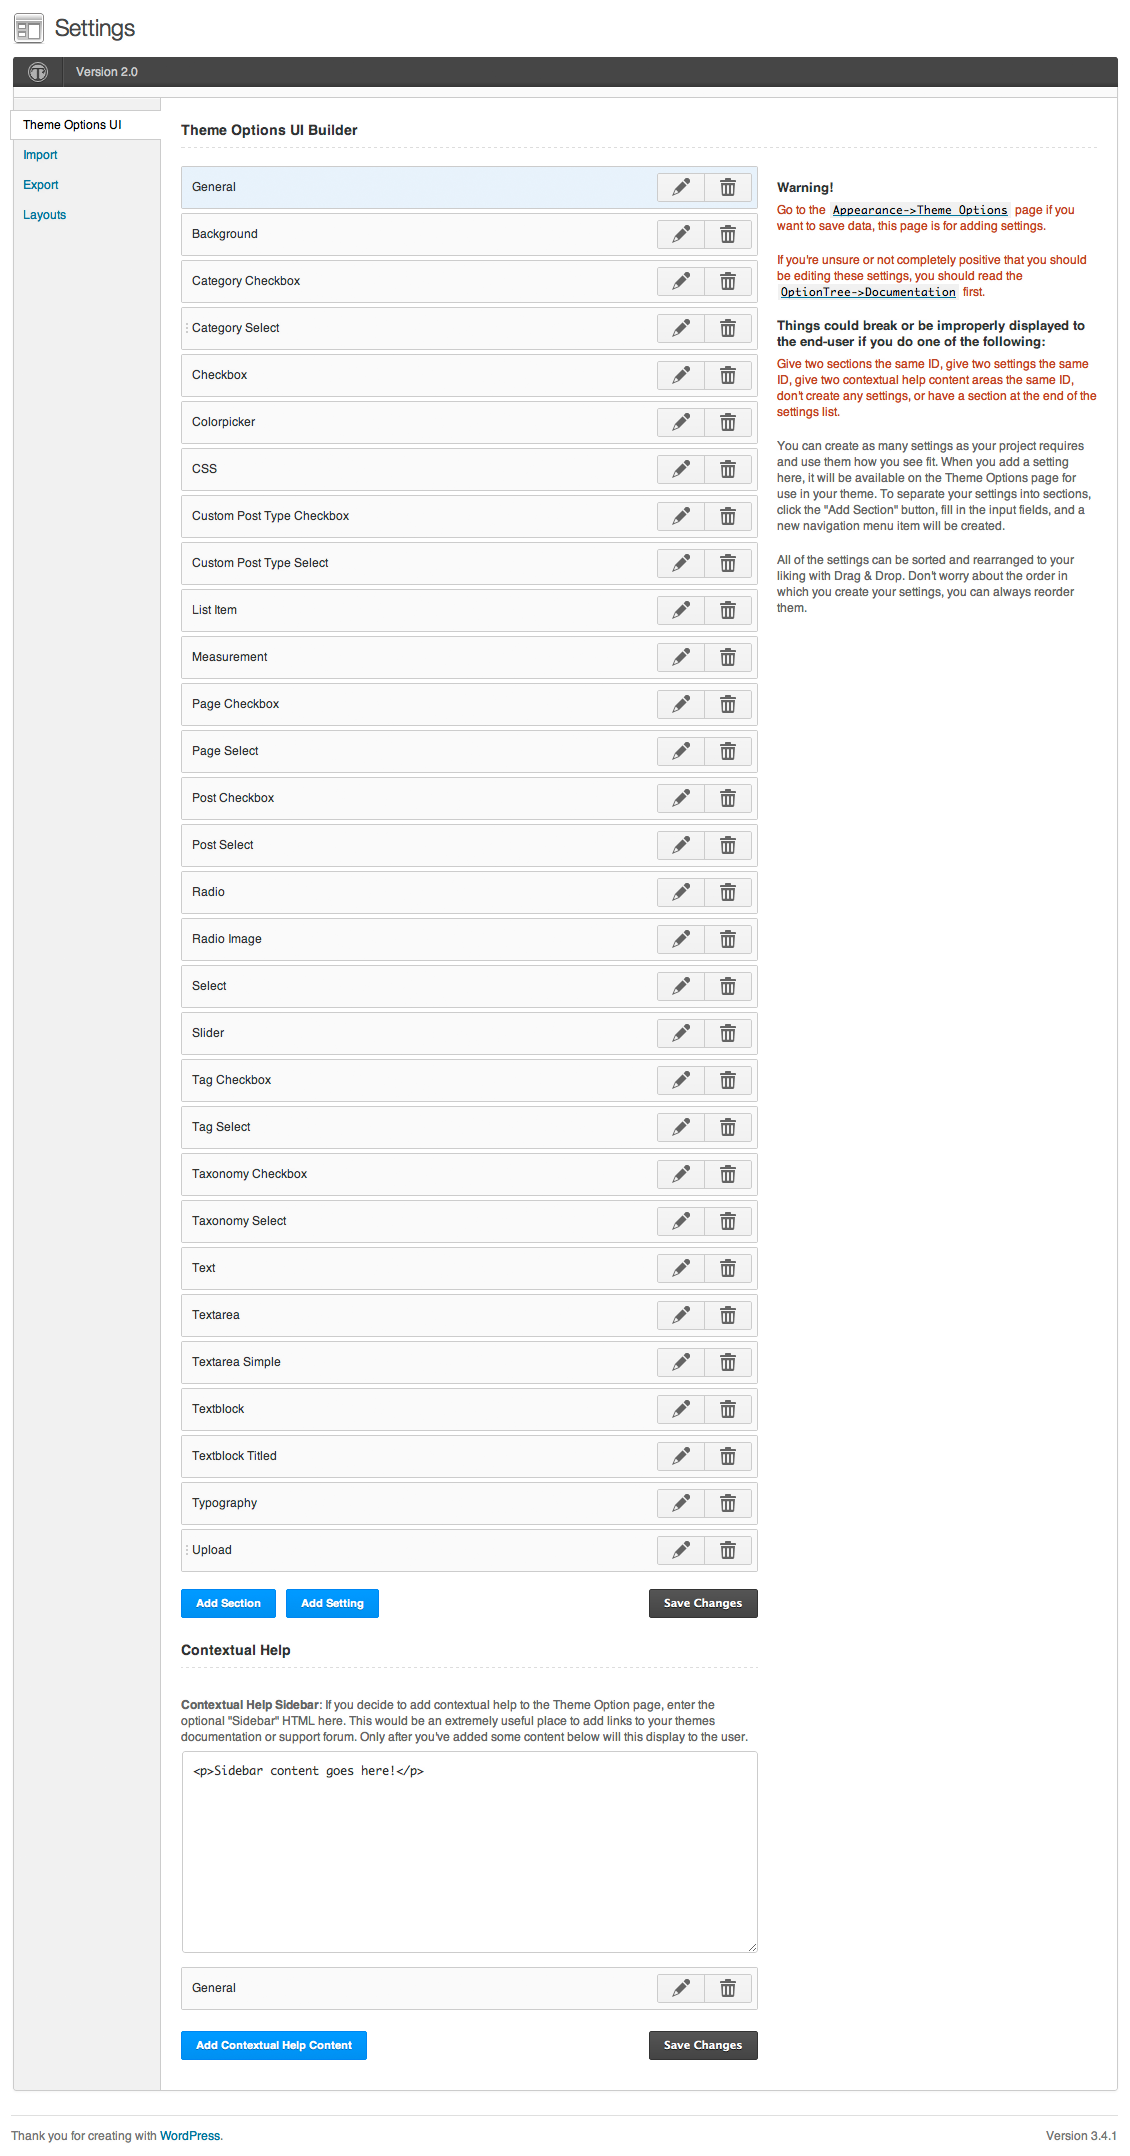 Settings
Version 2.0
Theme Options UI
Import
Export
Layouts
Theme Options UI Builder
General
Background
Category Checkbox
Category Select
Checkbox
Colorpicker
CSS
Custom Post Type Checkbox
Custom Post Type Select
List Item
Measurement
Page Checkbox
Page Select
Post Checkbox
Post Select
Radio
Radio Image
Select
Slider
Tag Checkbox
Tag Select
Taxonomy Checkbox
Taxonomy Select
Text
Textarea
Textarea Simple
Textblock
Textblock Titled
Typography
Upload
Add Section
Add Setting
Save Changes
Warning!
Go to the Appearance->Theme Options page if you
want to save data, this page is for adding settings.
If you're unsure or not completely positive that you should
be editing these settings, you should read the
OptionTree->Documentation first.
Things could break or be improperly displayed to
the end-user if you do one of the following:
Give two sections the same ID, give two settings the same
ID, give two contextual help content areas the same ID,
don't create any settings, or have a section at the end of the
settings list.
You can create as many settings as your project requires
and use them how you see fit. When you add a setting
here, it will be available on the Theme Options page for
use in your theme. To separate your settings into sections,
click the "Add Section" button, fill in the input fields, and a
new navigation menu item will be created.
All of the settings can be sorted and rearranged to your
liking with Drag & Drop. Don't worry about the order in
which you create your settings, you can always reorder
them.
Contextual Help
Contextual Help Sidebar: If you decide to add contextual help to the Theme Option page, enter the
optional "Sidebar" HTML here. This would be an extremely useful place to add links to your themes
documentation or support forum. Only after you've added some content below will this display to the user.
<p>Sidebar content goes here!</p>
General
Add Contextual Help Content
Save Changes
Thank you for creating with WordPress.
Version 3.4.1